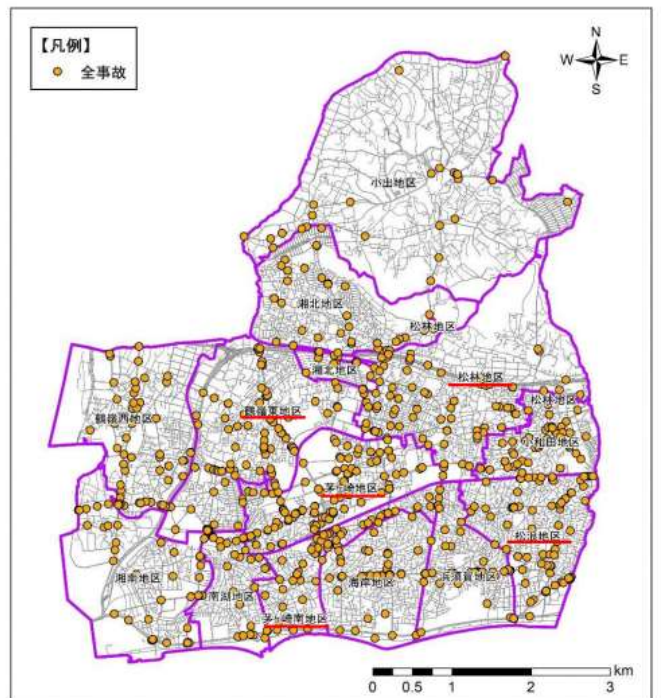 【凡例】
全事故
N
W E
S
小出地区
湘北地区
松林地区
湘北地区
松林地区
松林地区
鶴嶺西地区
鶴嶺東地区
小和田地区
茅ヶ崎地区
松浪地区
湘南地区
南湖地区
海岸地区
浜須賀地区
茅ヶ崎南地区
km
0 0.5 1 2 3